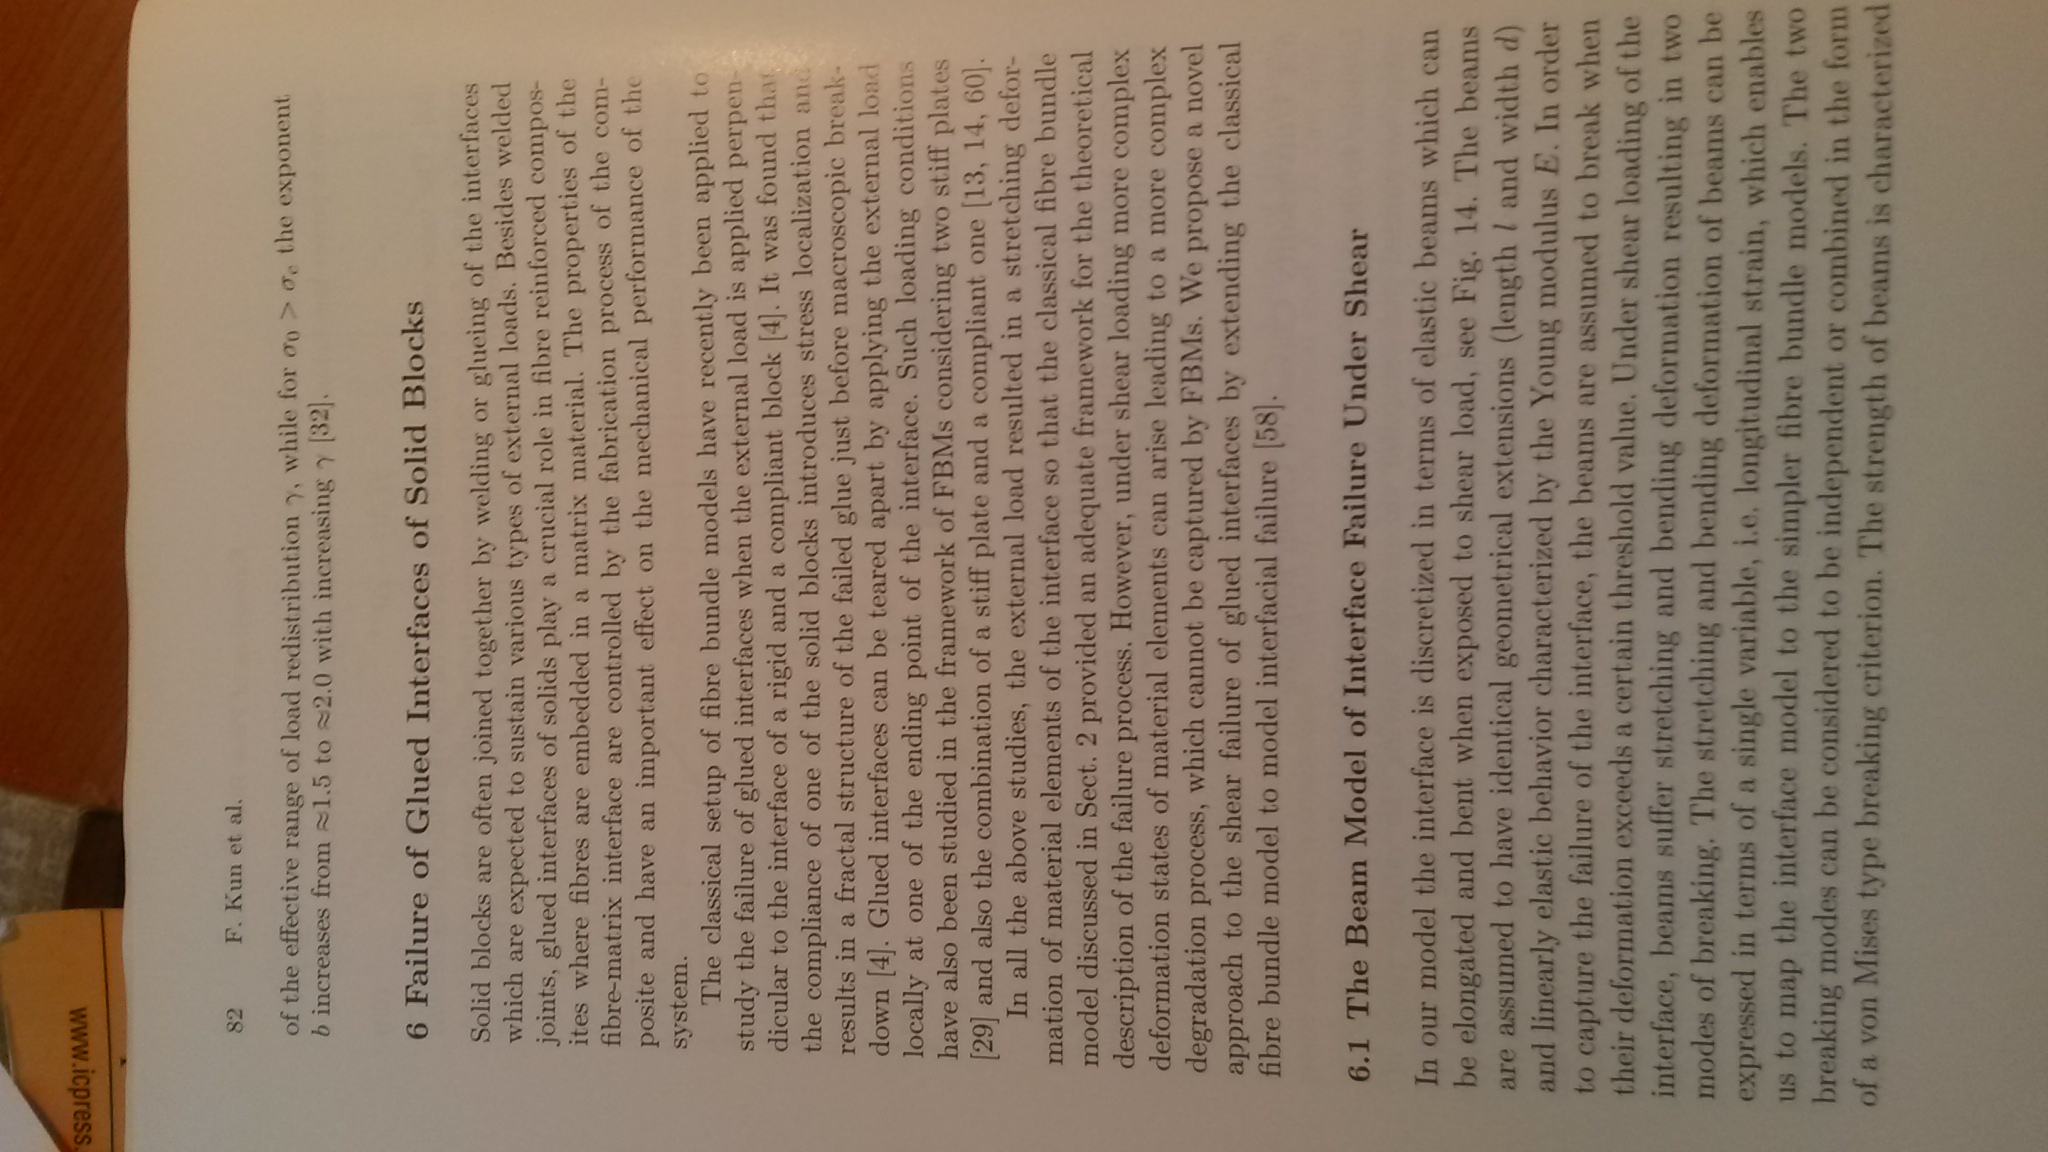 www.icpress.
82 F. Kun et al.
of the effective range of load redistribution γ, while for σ₀ > σ_c the exponent
b increases from ≈1.5 to ≈2.0 with increasing γ [32].
6 Failure of Glued Interfaces of Solid Blocks
Solid blocks are often joined together by welding or glueing of the interfaces
which are expected to sustain various types of external loads. Besides welded
joints, glued interfaces of solids play a crucial role in fibre reinforced compos-
ites where fibres are embedded in a matrix material. The properties of the
fibre-matrix interface are controlled by the fabrication process of the com-
posite and have an important effect on the mechanical performance of the
system.
The classical setup of fibre bundle models have recently been applied to
study the failure of glued interfaces when the external load is applied perpen-
dicular to the interface of a rigid and a compliant block [4]. It was found that
the compliance of one of the solid blocks introduces stress localization and
results in a fractal structure of the failed glue just before macroscopic break-
down [4]. Glued interfaces can be teared apart by applying the external load
locally at one of the ending point of the interface. Such loading conditions
have also been studied in the framework of FBMs considering two stiff plates
[29] and also the combination of a stiff plate and a compliant one [13, 14, 60].
In all the above studies, the external load resulted in a stretching defor-
mation of material elements of the interface so that the classical fibre bundle
model discussed in Sect. 2 provided an adequate framework for the theoretical
description of the failure process. However, under shear loading more complex
deformation states of material elements can arise leading to a more complex
degradation process, which cannot be captured by FBMs. We propose a novel
approach to the shear failure of glued interfaces by extending the classical
fibre bundle model to model interfacial failure [58].
6.1 The Beam Model of Interface Failure Under Shear
In our model the interface is discretized in terms of elastic beams which can
be elongated and bent when exposed to shear load, see Fig. 14. The beams
are assumed to have identical geometrical extensions (length l and width d)
and linearly elastic behavior characterized by the Young modulus E. In order
to capture the failure of the interface, the beams are assumed to break when
their deformation exceeds a certain threshold value. Under shear loading of the
interface, beams suffer stretching and bending deformation resulting in two
modes of breaking. The stretching and bending deformation of beams can be
expressed in terms of a single variable, i.e. longitudinal strain, which enables
us to map the interface model to the simpler fibre bundle models. The two
breaking modes can be considered to be independent or combined in the form
of a von Mises type breaking criterion. The strength of beams is characterized